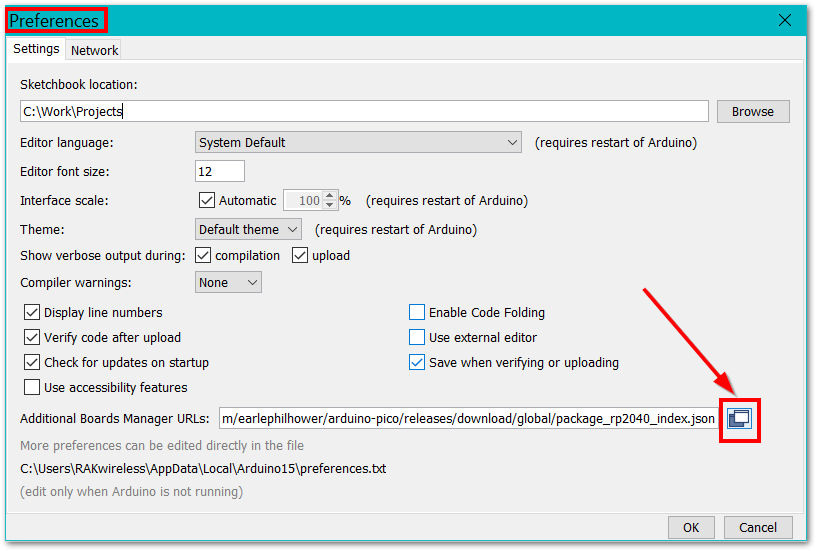 Preferences
Settings Network
Sketchbook location:
C:\Work\Projects Browse
Editor language: System Default (requires restart of Arduino)
Editor font size: 12
Interface scale: Automatic 100 % (requires restart of Arduino)
Theme: Default theme (requires restart of Arduino)
Show verbose output during: compilation upload
Compiler warnings: None
Display line numbers Enable Code Folding
Verify code after upload Use external editor
Check for updates on startup Save when verifying or uploading
Use accessibility features
Additional Boards Manager URLs: m/earlephilhower/arduino-pico/releases/download/global/package_rp2040_index.json
More preferences can be edited directly in the file
C:\Users\RAKwireless\AppData\Local\Arduino15\preferences.txt
(edit only when Arduino is not running)
OK Cancel